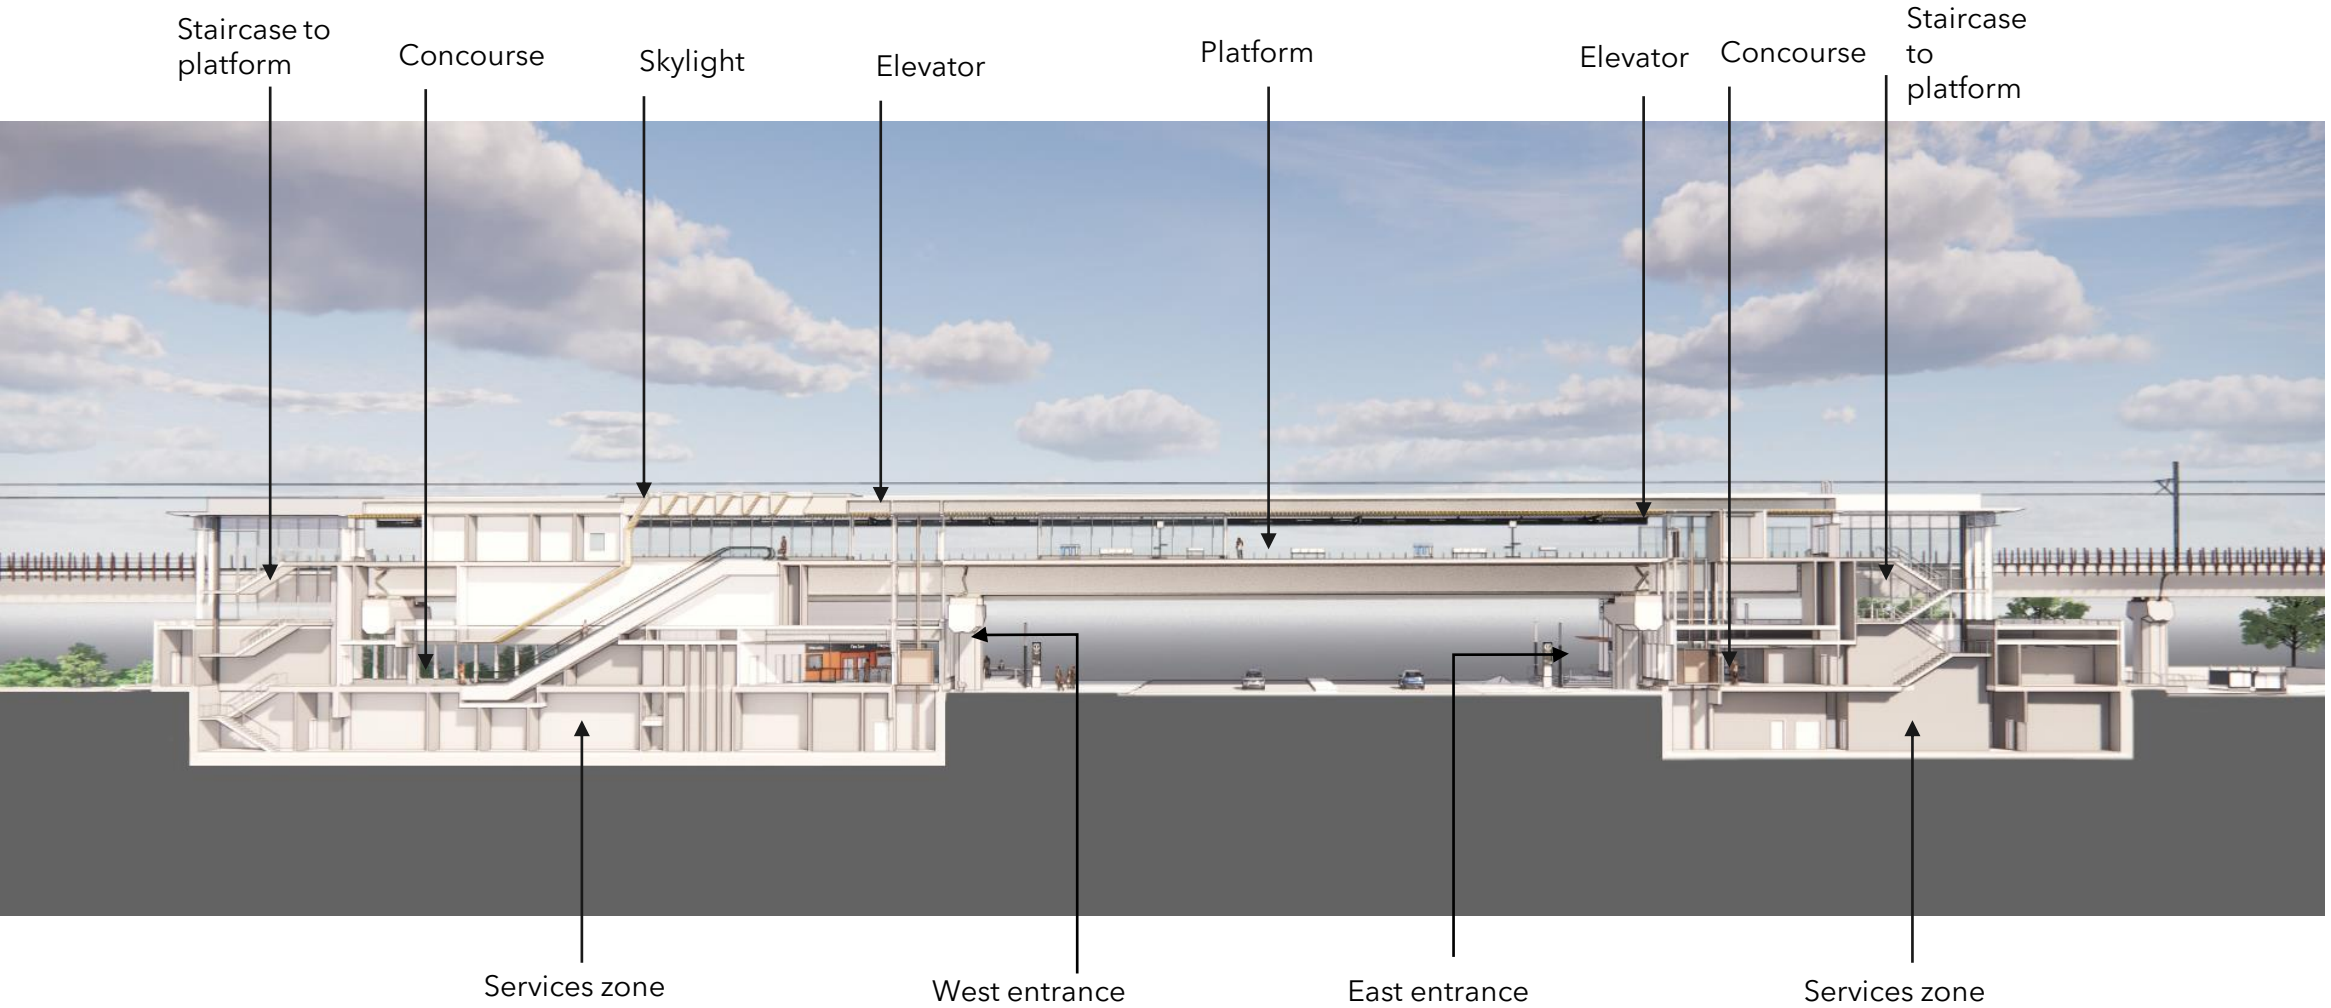 Staircase to
platform
Concourse
Skylight
Elevator
Platform
Elevator
Concourse
Staircase
to
platform
Services zone
West entrance
East entrance
Services zone